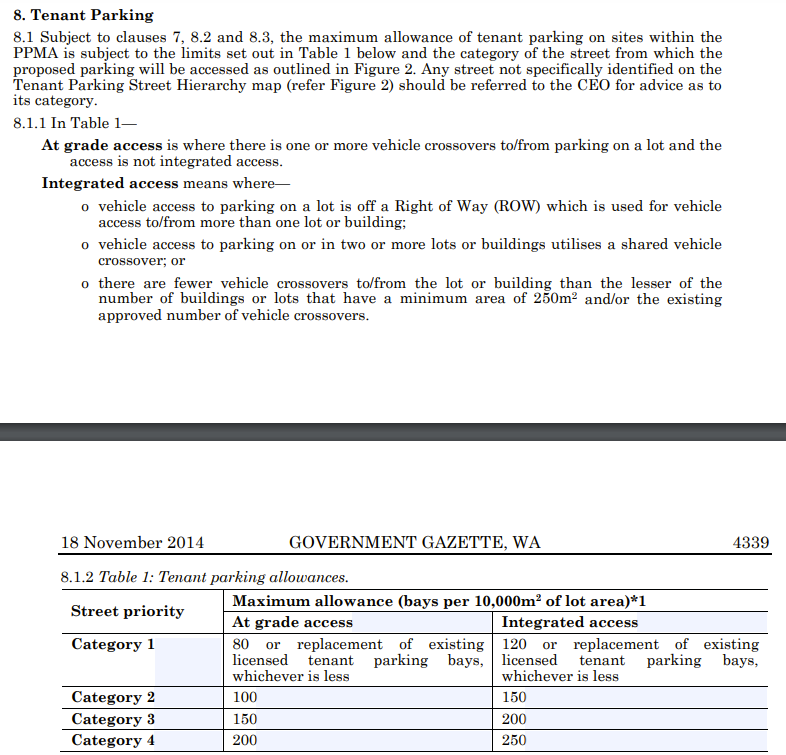 8. Tenant Parking
8.1 Subject to clauses 7, 8.2 and 8.3, the maximum allowance of tenant parking on sites within the
PPMA is subject to the limits set out in Table 1 below and the category of the street from which the
proposed parking will be accessed as outlined in Figure 2. Any street not specifically identified on the
Tenant Parking Street Hierarchy map (refer Figure 2) should be referred to the CEO for advice as to
its category.
8.1.1 In Table 1—
At grade access is where there is one or more vehicle crossovers to/from parking on a lot and the
access is not integrated access.
Integrated access means where—
o vehicle access to parking on a lot is off a Right of Way (ROW) which is used for vehicle
access to/from more than one lot or building;
o vehicle access to parking on or in two or more lots or buildings utilises a shared vehicle
crossover; or
o there are fewer vehicle crossovers to/from the lot or building than the lesser of the
number of buildings or lots that have a minimum area of 250m² and/or the existing
approved number of vehicle crossovers.
18 November 2014 GOVERNMENT GAZETTE, WA 4339
8.1.2 Table 1: Tenant parking allowances.
Street priority
Maximum allowance (bays per 10,000m² of lot area)*1
At grade access Integrated access
Category 1
80 or replacement of existing
licensed tenant parking bays,
whichever is less
120 or replacement of existing
licensed tenant parking bays,
whichever is less
Category 2 100 150
Category 3 150 200
Category 4 200 250